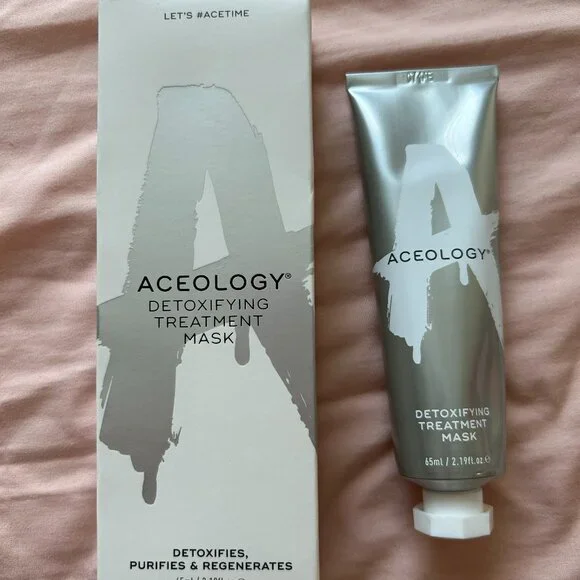 LET'S #ACETIME
ACEOLOGY®
DETOXIFYING
TREATMENT
MASK
DETOXIFIES,
PURIFIES & REGENERATES
ACEOLOGY®
DETOXIFYING
TREATMENT
MASK
65ml / 2.19fl.oz ℮